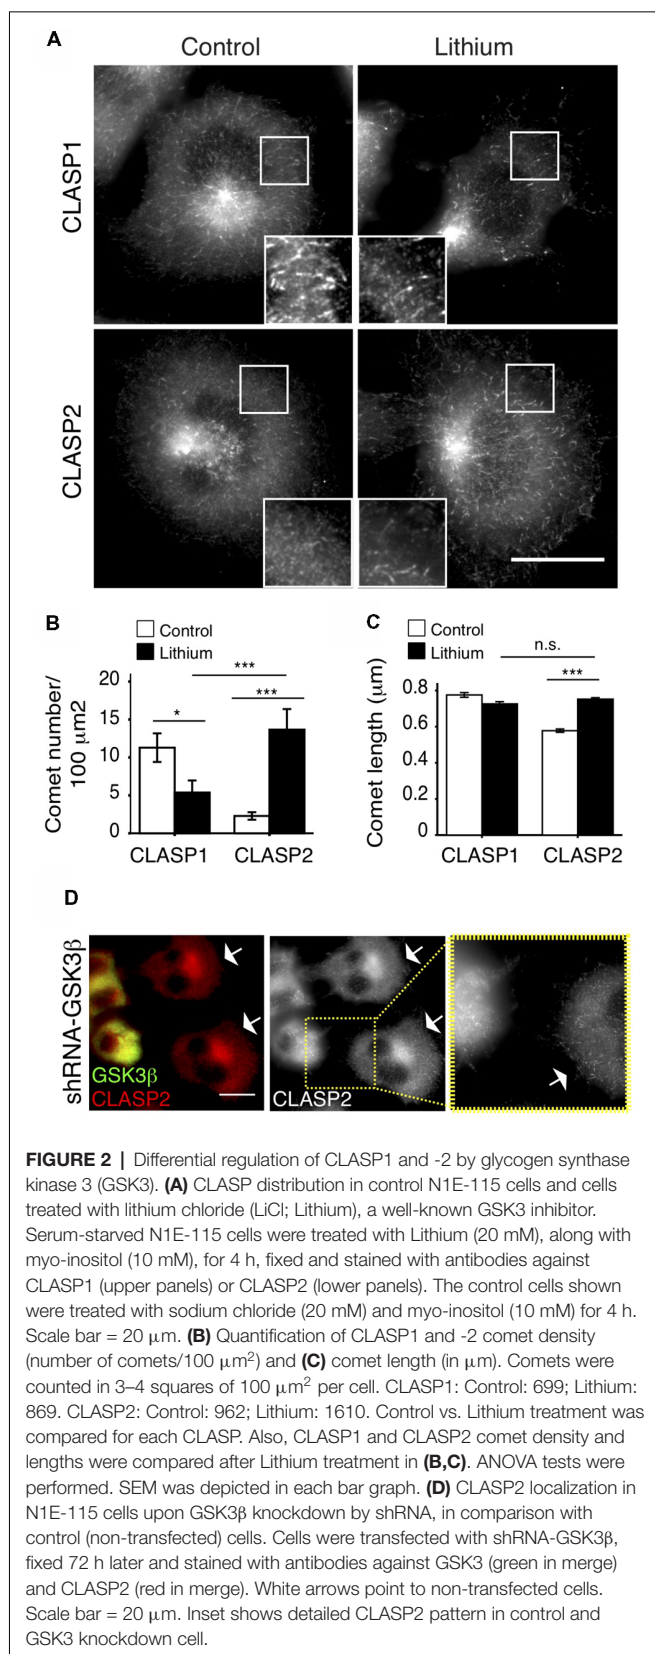 A
Control
Lithium
CLASP1
CLASP2
B
Control
Lithium
Comet number/
100 μm2
20
15
10
5
0
***
***
*
CLASP1
CLASP2
C
Control
Lithium
Comet length (μm)
0.8
0.6
0.4
0.2
0
n.s.
***
CLASP1
CLASP2
D
shRNA-GSK3β
GSK3β
CLASP2
CLASP2
FIGURE 2 | Differential regulation of CLASP1 and -2 by glycogen synthase
kinase 3 (GSK3). (A) CLASP distribution in control N1E-115 cells and cells
treated with lithium chloride (LiCl; Lithium), a well-known GSK3 inhibitor.
Serum-starved N1E-115 cells were treated with Lithium (20 mM), along with
myo-inositol (10 mM), for 4 h, fixed and stained with antibodies against
CLASP1 (upper panels) or CLASP2 (lower panels). The control cells shown
were treated with sodium chloride (20 mM) and myo-inositol (10 mM) for 4 h.
Scale bar = 20 μm. (B) Quantification of CLASP1 and -2 comet density
(number of comets/100 μm²) and (C) comet length (in μm). Comets were
counted in 3–4 squares of 100 μm² per cell. CLASP1: Control: 699; Lithium:
869. CLASP2: Control: 962; Lithium: 1610. Control vs. Lithium treatment was
compared for each CLASP. Also, CLASP1 and CLASP2 comet density and
lengths were compared after Lithium treatment in (B,C). ANOVA tests were
performed. SEM was depicted in each bar graph. (D) CLASP2 localization in
N1E-115 cells upon GSK3β knockdown by shRNA, in comparison with
control (non-transfected) cells. Cells were transfected with shRNA-GSK3β,
fixed 72 h later and stained with antibodies against GSK3 (green in merge)
and CLASP2 (red in merge). White arrows point to non-transfected cells.
Scale bar = 20 μm. Inset shows detailed CLASP2 pattern in control and
GSK3 knockdown cell.